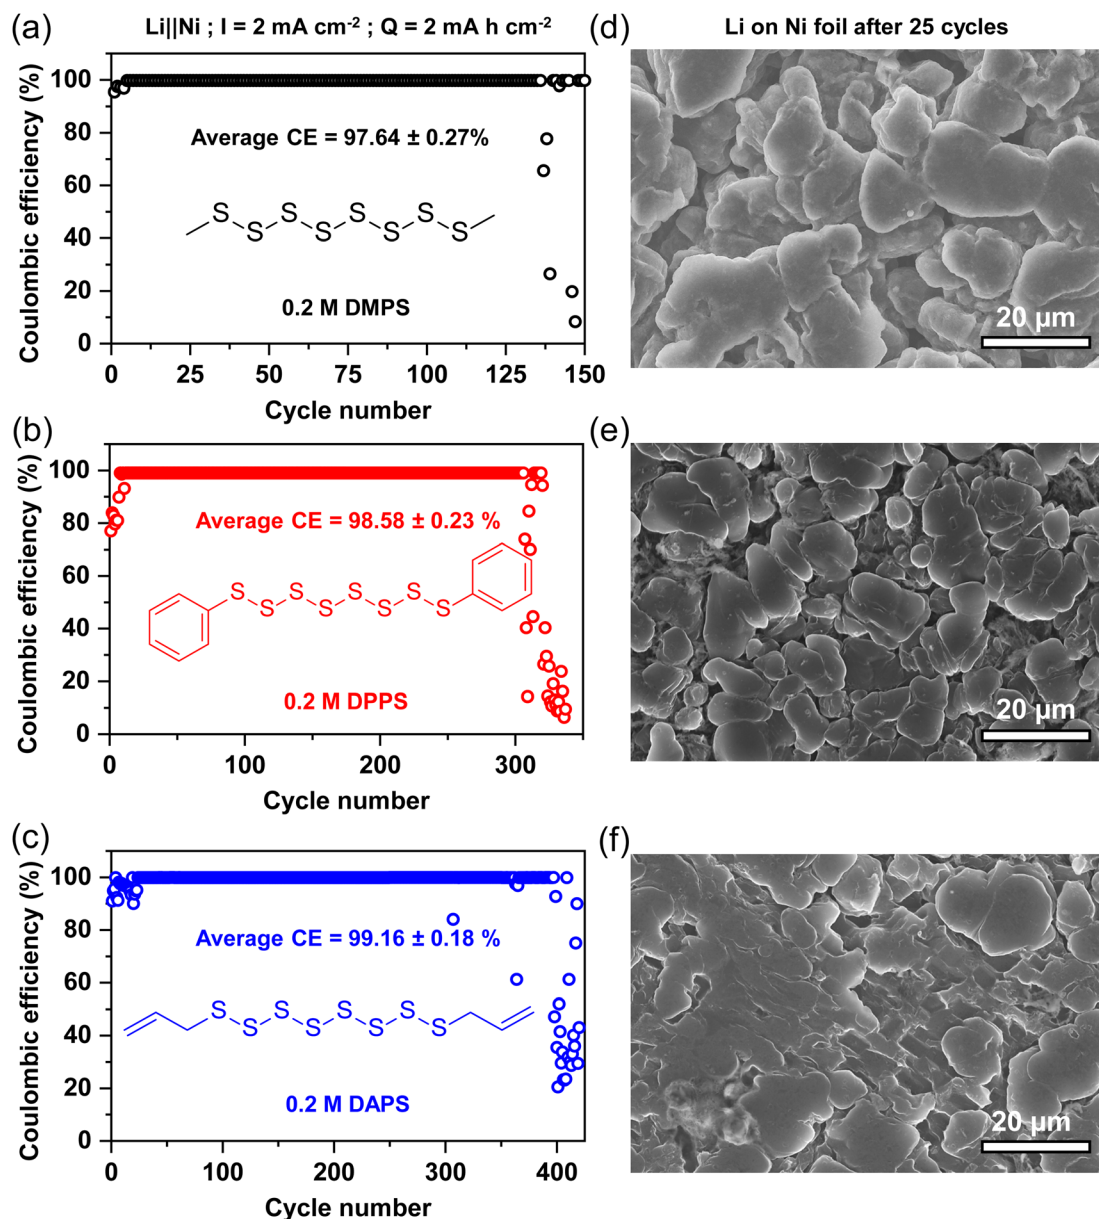 (a)
Li||Ni ; I = 2 mA cm-2 ; Q = 2 mA h cm-2
Coulombic efficiency (%)
100
80
60
40
20
0
Average CE = 97.64 ± 0.27%
S S S S
S S S S
0.2 M DMPS
0 25 50 75 100 125 150
Cycle number
(d)
Li on Ni foil after 25 cycles
20 µm
(b)
Coulombic efficiency (%)
100
80
60
40
20
0
Average CE = 98.58 ± 0.23 %
S S S S
S S S S
0.2 M DPPS
0 100 200 300
Cycle number
(e)
20 µm
(c)
Coulombic efficiency (%)
100
80
60
40
20
0
Average CE = 99.16 ± 0.18 %
S S S S
S S S S
0.2 M DAPS
0 100 200 300 400
Cycle number
(f)
20 µm